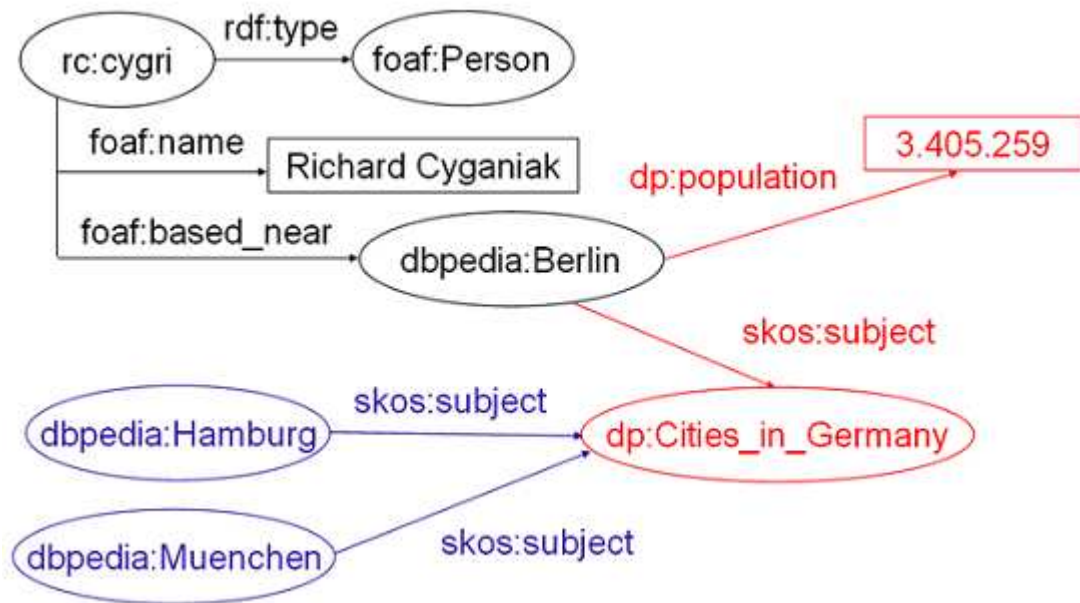 rdf:type
rc:cygri
foaf:Person
foaf:name
Richard Cyganiak
3.405.259
dp:population
foaf:based_near
dbpedia:Berlin
skos:subject
skos:subject
dbpedia:Hamburg
dp:Cities_in_Germany
skos:subject
dbpedia:Muenchen